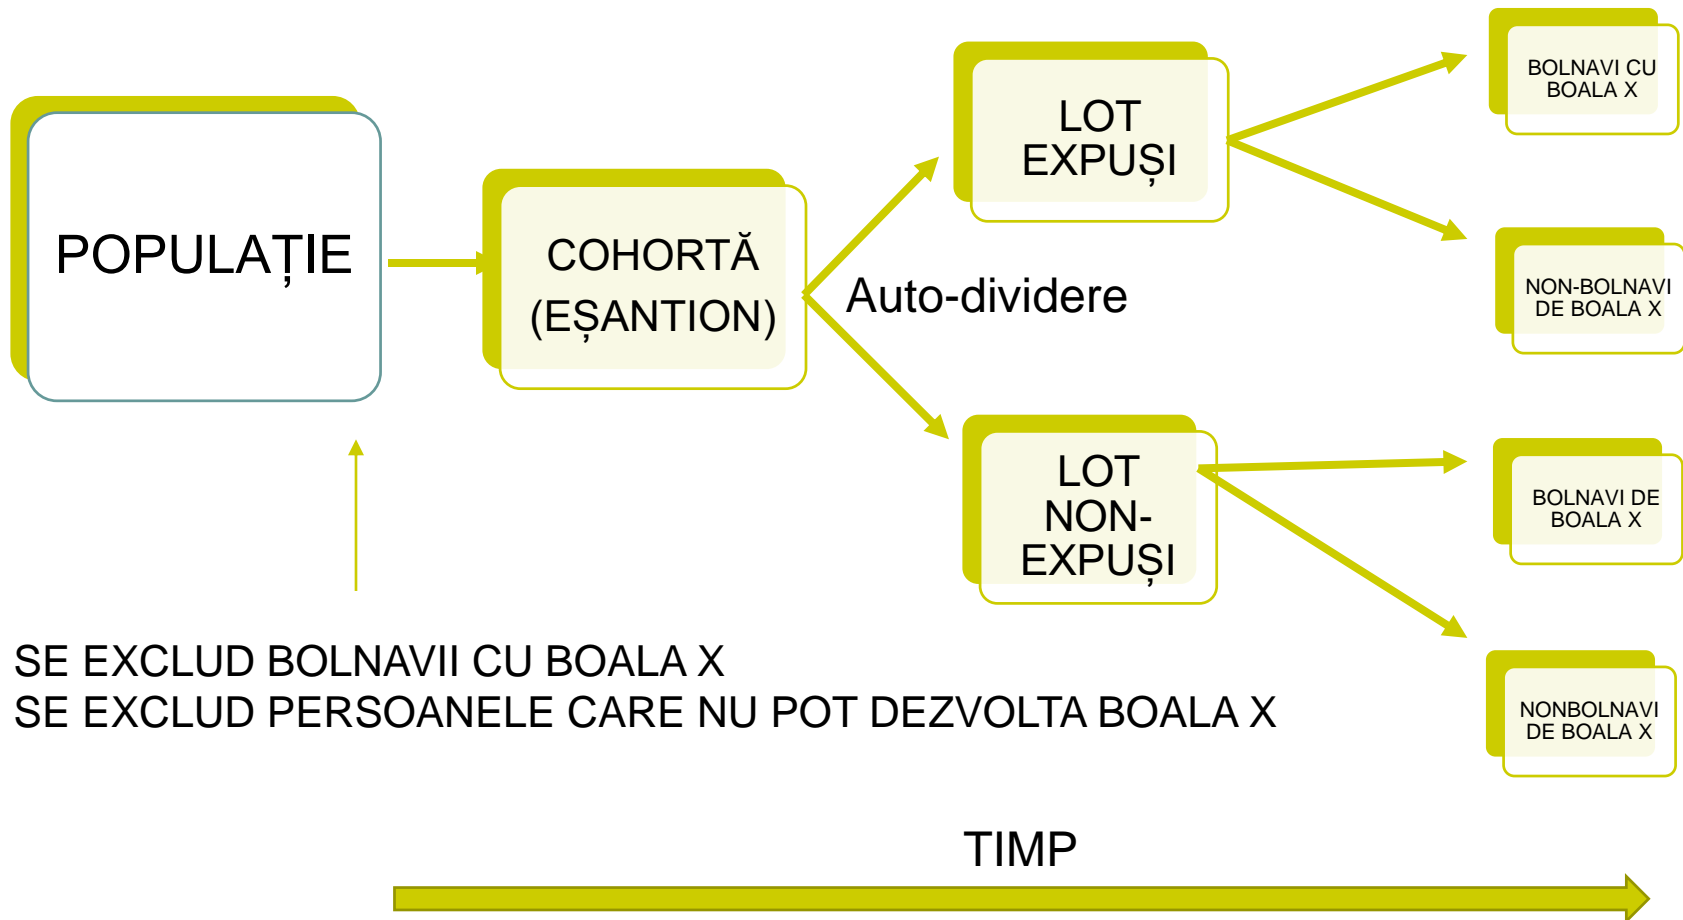 POPULAȚIE
COHORTĂ
(EȘANTION)
Auto-dividere
LOT
EXPUȘI
LOT
NON-
EXPUȘI
BOLNAVI CU
BOALA X
NON-BOLNAVI
DE BOALA X
BOLNAVI DE
BOALA X
NONBOLNAVI
DE BOALA X
SE EXCLUD BOLNAVII CU BOALA X
SE EXCLUD PERSOANELE CARE NU POT DEZVOLTA BOALA X
TIMP